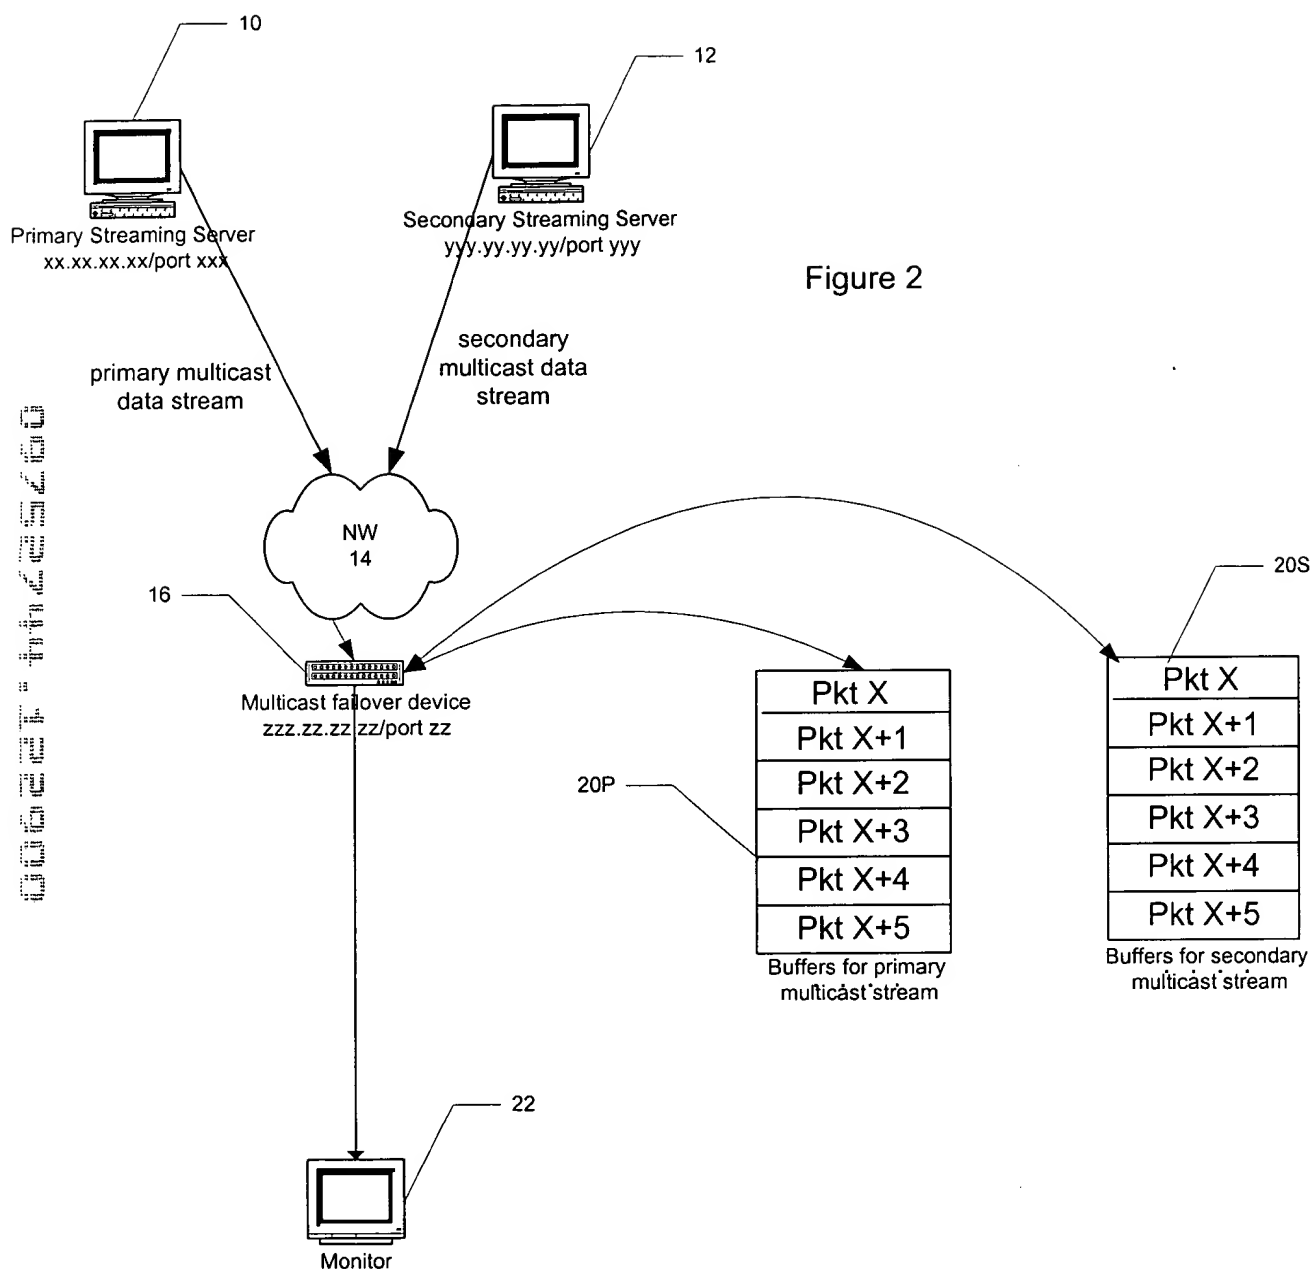 10
12
Primary Streaming Server
xx.xx.xx.xx/port xxx
Secondary Streaming Server
yyy.yy.yy.yy/port yyy
Figure 2
primary multicast
data stream
secondary
multicast data
stream
NW
14
16
Multicast failover device
zzz.zz.zz.zz/port zz
20S
Pkt X
Pkt X+1
Pkt X+2
Pkt X+3
Pkt X+4
Pkt X+5
Buffers for secondary
multicast stream
20P
Pkt X
Pkt X+1
Pkt X+2
Pkt X+3
Pkt X+4
Pkt X+5
Buffers for primary
multicast stream
22
Monitor